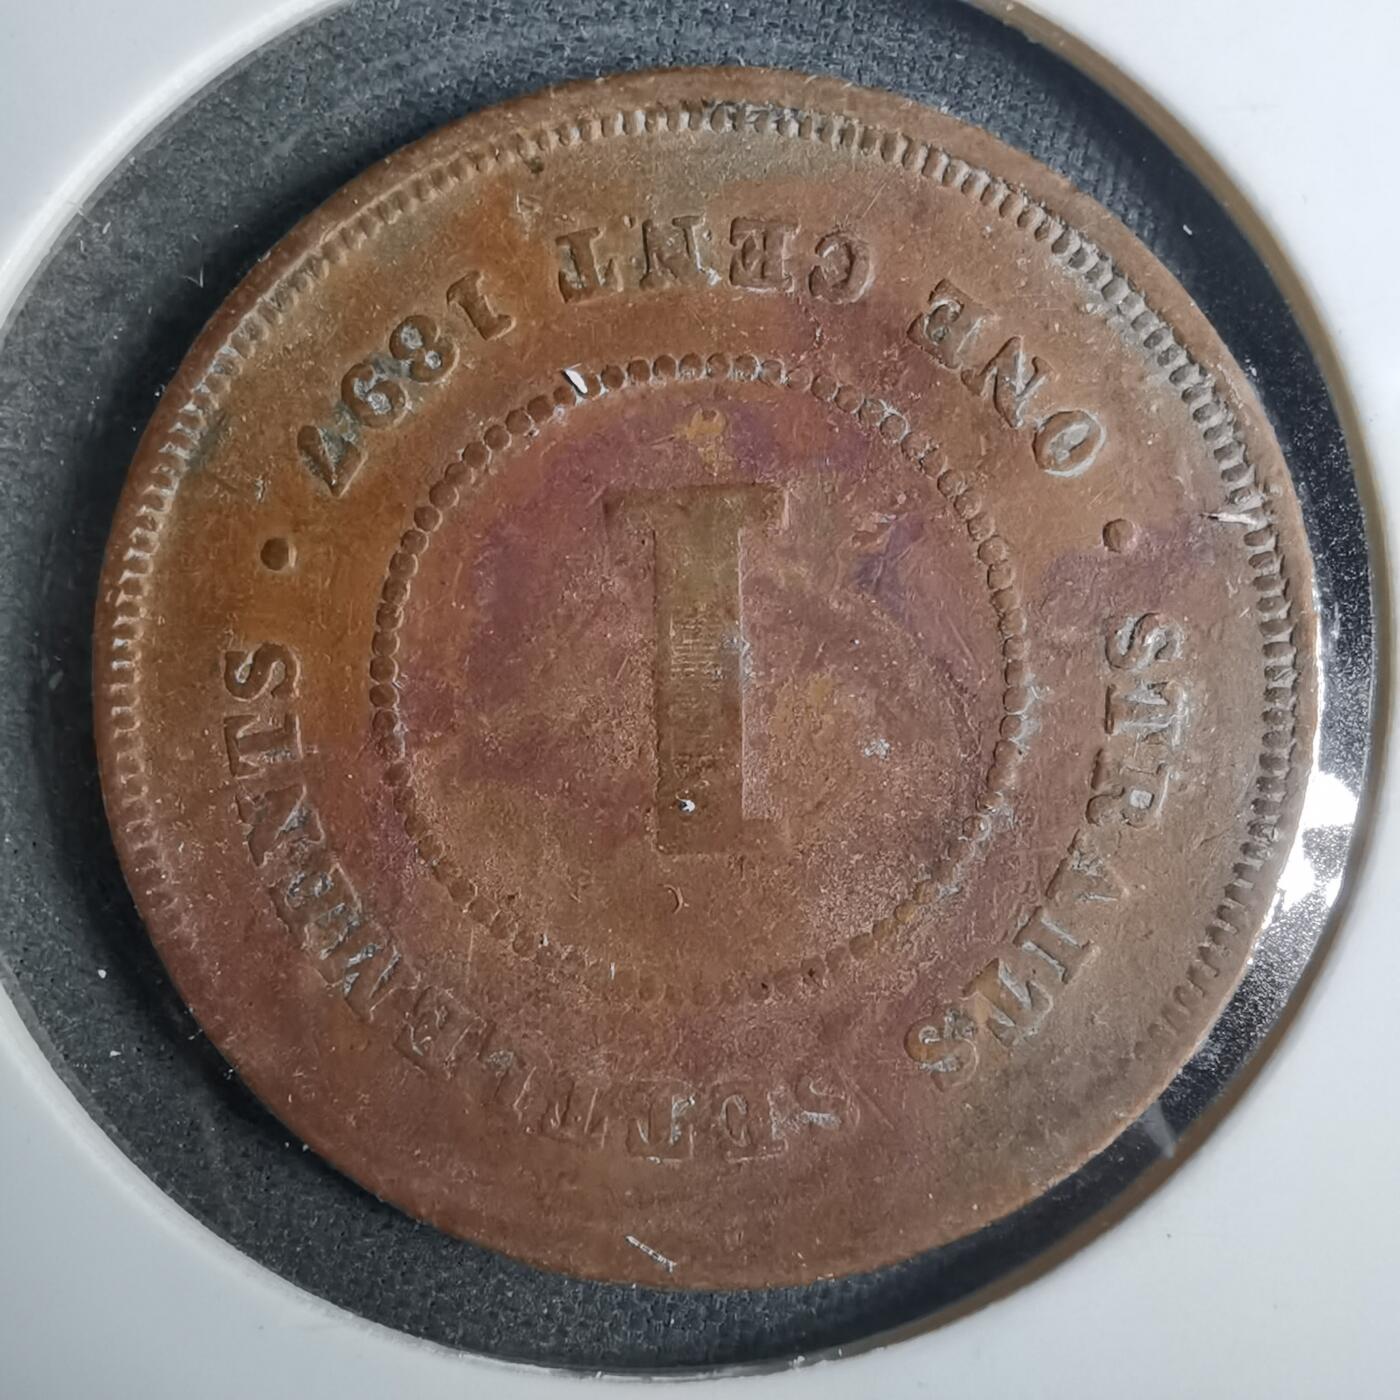 STRAITS SETTLEMENTS
1
ONE CENT 1897